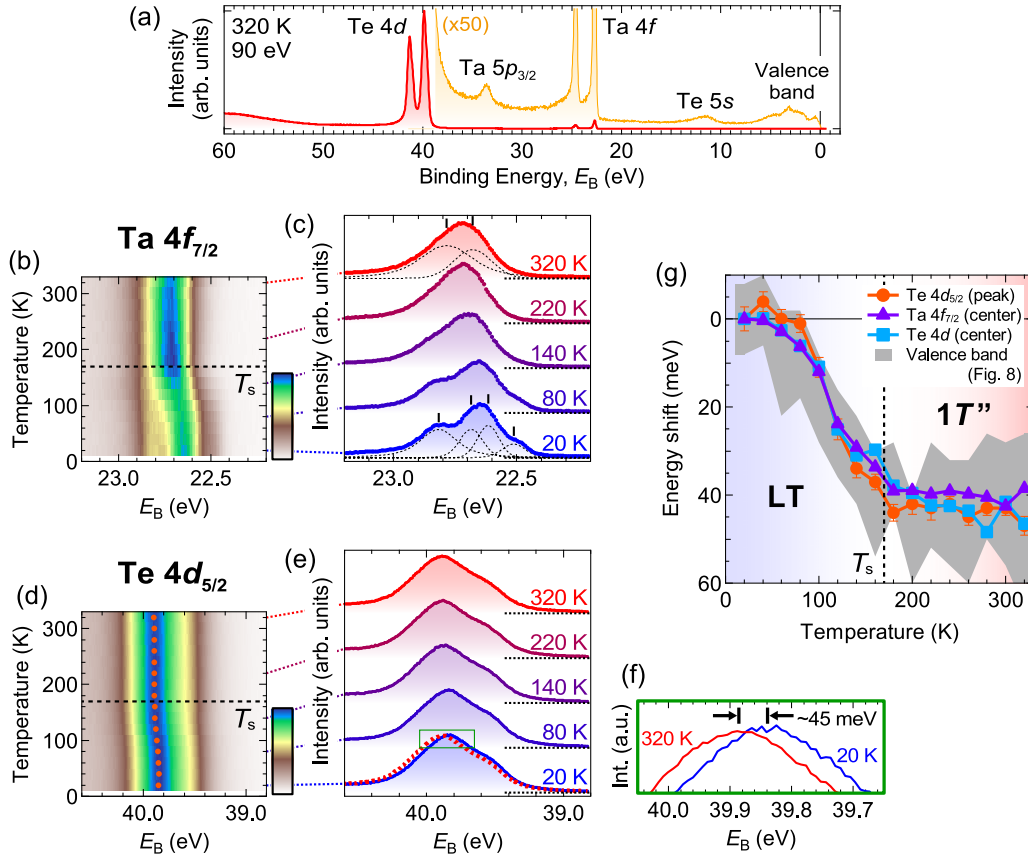 (a)
320 K
90 eV
Te 4d
(x50)
Ta 5p3/2
Ta 4f
Te 5s
Valence
band
Intensity
(arb. units)
60 50 40 30 20 10 0
Binding Energy, EB (eV)
Ta 4f7/2
(b)
Temperature (K)
300
200
100
0
Ts
23.0 22.5
EB (eV)
(c)
Intensity (arb. units)
320 K
220 K
140 K
80 K
20 K
23.0 22.5
EB (eV)
Te 4d5/2
(d)
Temperature (K)
300
200
100
0
Ts
40.0 39.0
EB (eV)
(e)
Intensity (arb. units)
320 K
220 K
140 K
80 K
20 K
40.0 39.0
EB (eV)
(g)
Te 4d5/2 (peak)
Ta 4f7/2 (center)
Te 4d (center)
Valence band
(Fig. 8)
1T”
LT
Ts
Energy shift (meV)
0
20
40
60
0 100 200 300
Temperature (K)
(f)
Int. (a.u.)
~45 meV
320 K
20 K
40.0 39.9 39.8 39.7
EB (eV)